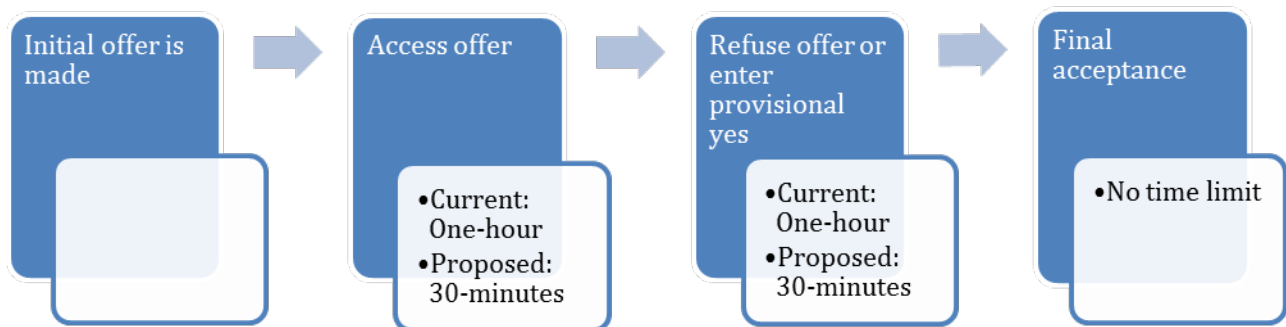 Initial offer is
made
Access offer
•Current:
One-hour
•Proposed:
30-minutes
Refuse offer or
enter
provisional
yes
•Current:
One-hour
•Proposed:
30-minutes
Final
acceptance
•No time limit